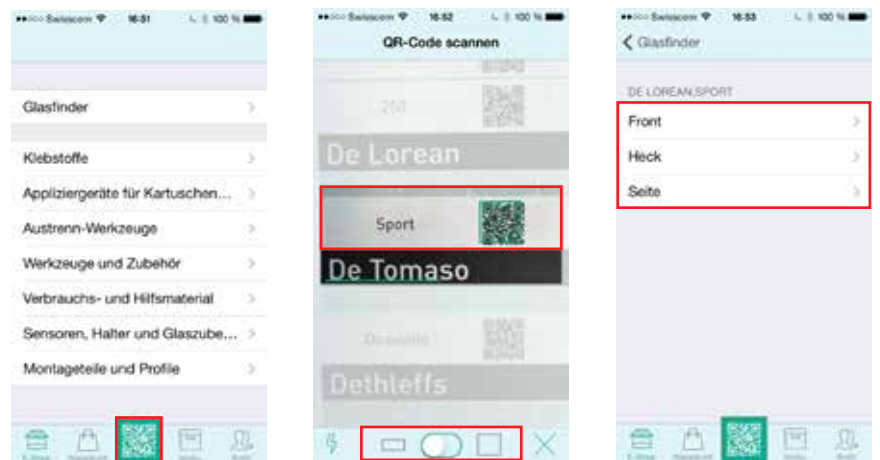 Swisscom 16:51 100 %
Glasfinder
Klebstoffe
Appliziergeräte für Kartuschen...
Austrenn-Werkzeuge
Werkzeuge und Zubehör
Verbrauchs- und Hilfsmaterial
Sensoren, Halter und Glaszube...
Montageteile und Profile
Swisscom 16:52 100 %
QR-Code scannen
250
De Lorean
Sport
De Tomaso
Dethleffs
Swisscom 16:53 100 %
Glasfinder
DE LOREAN,SPORT
Front
Heck
Seite